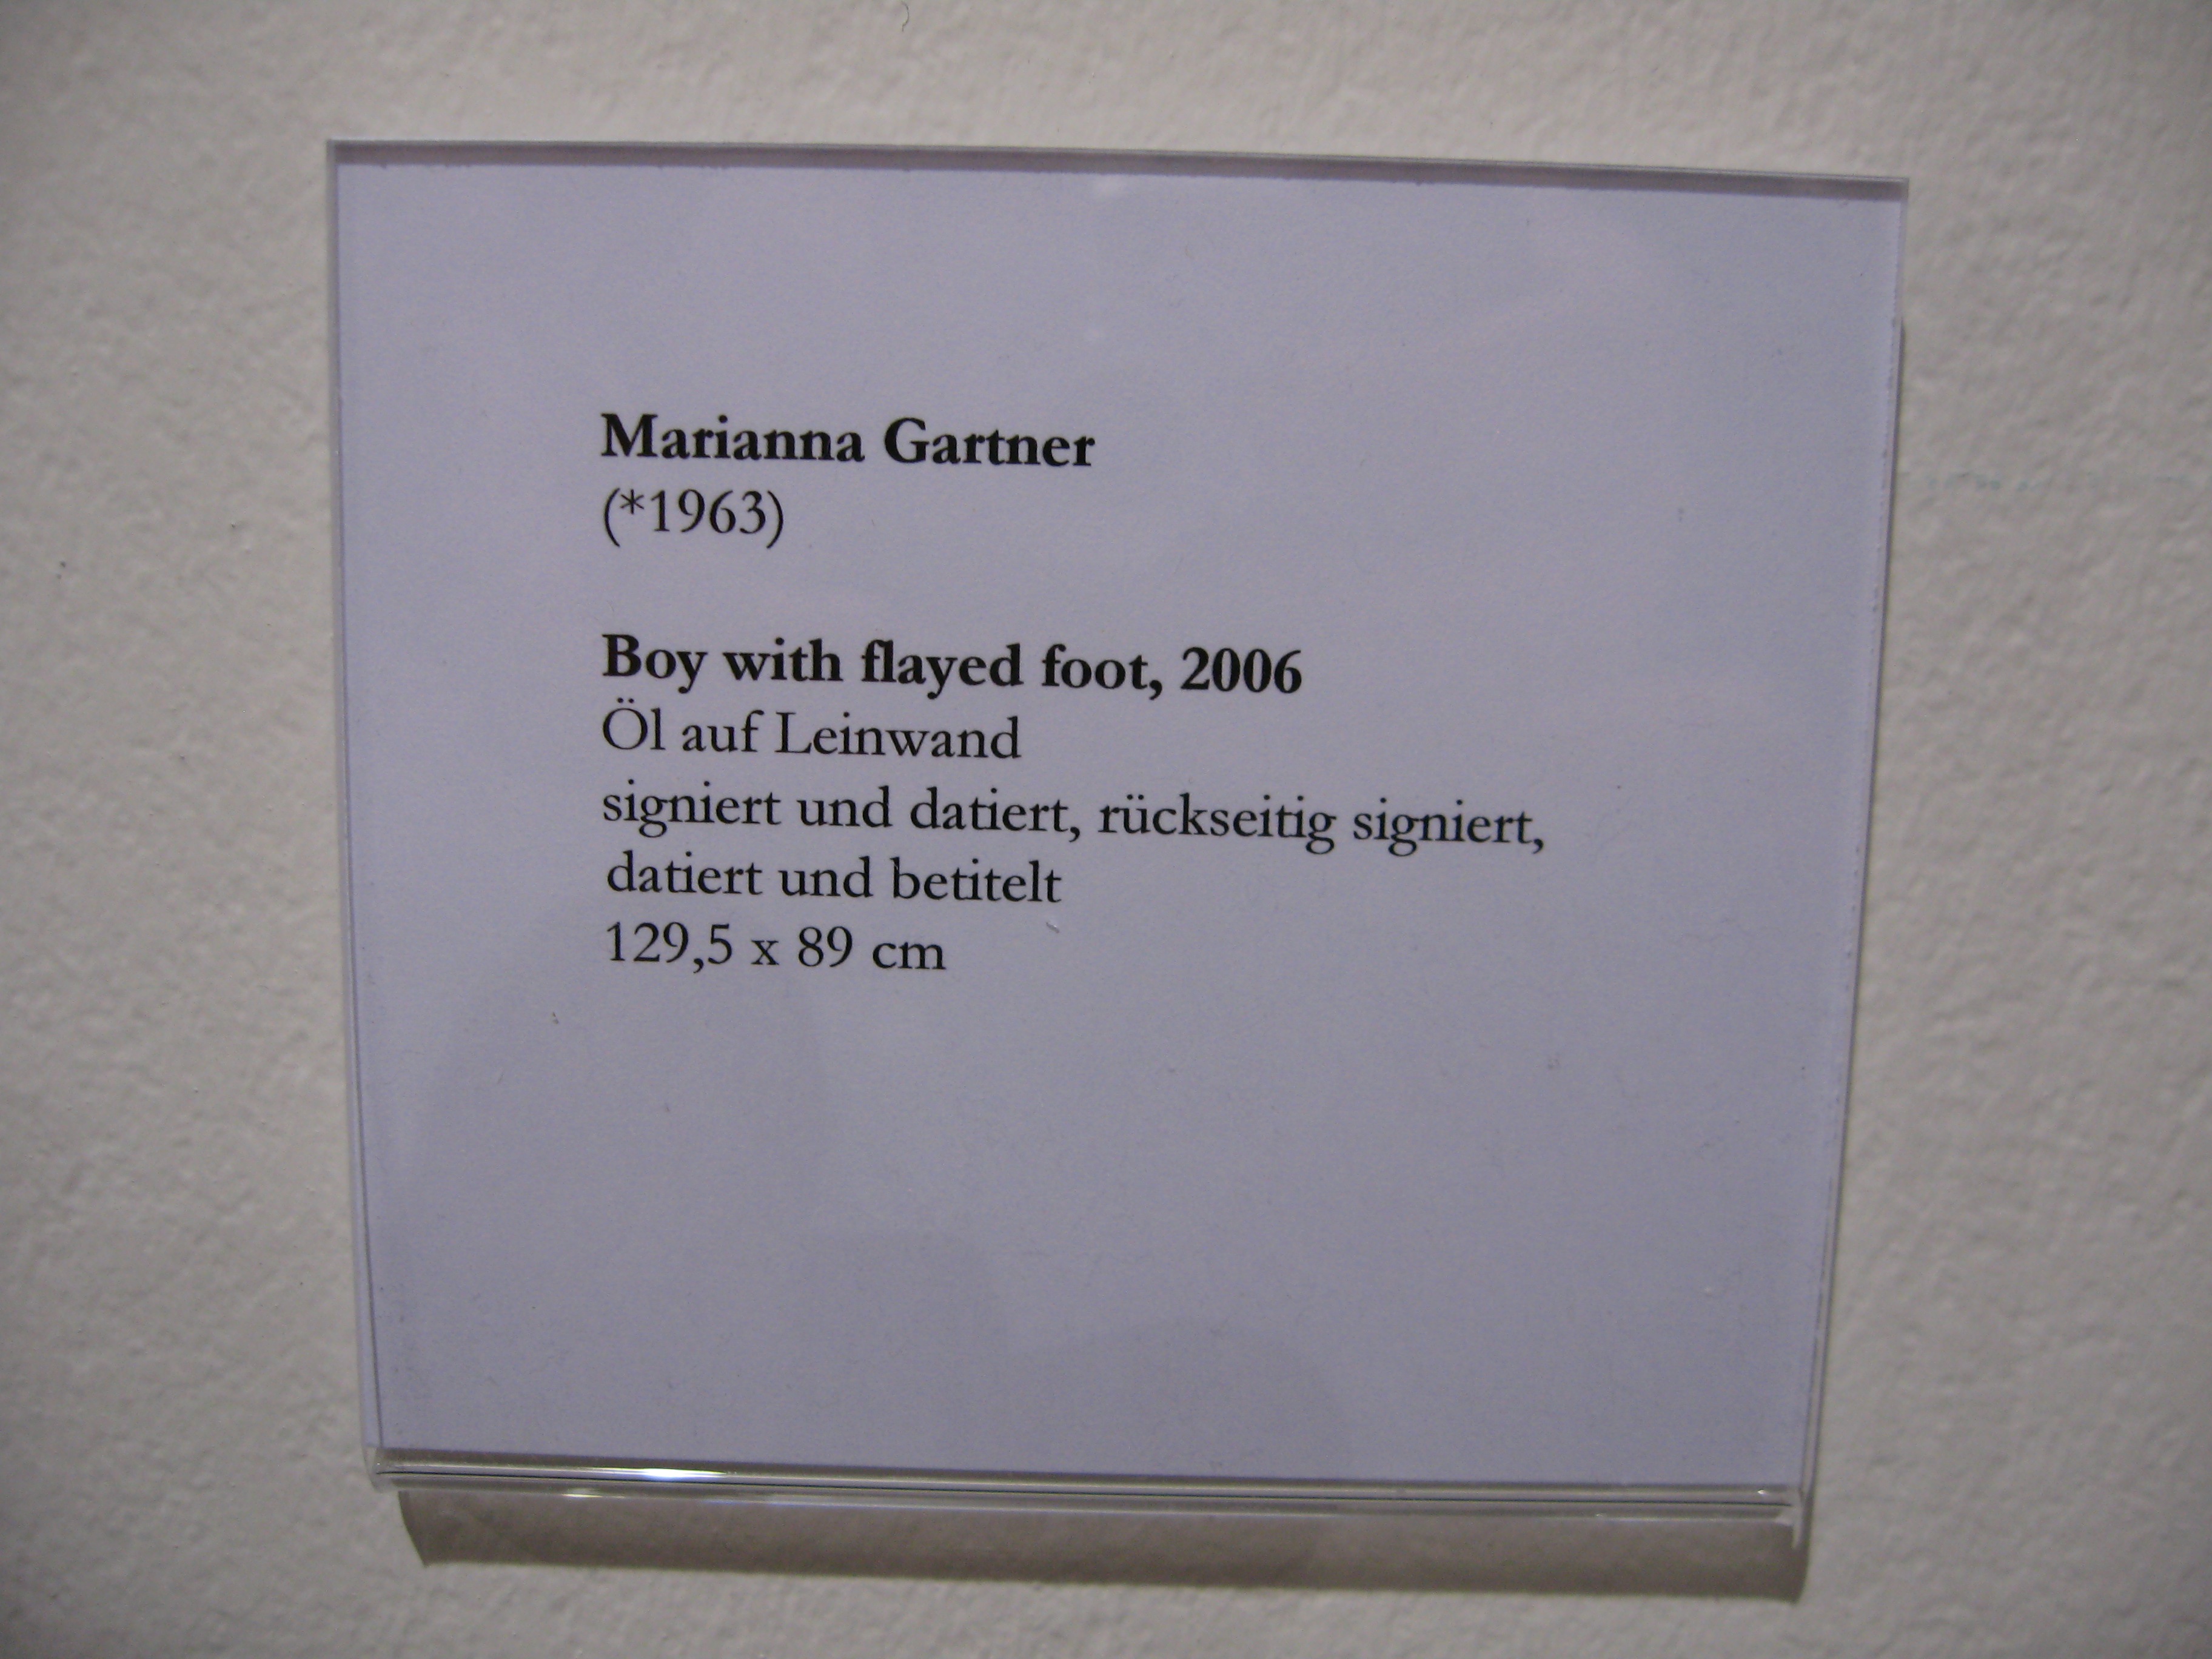 Marianna Gartner
(*1963)
Boy with flayed foot, 2006
Öl auf Leinwand
signiert und datiert, rückseitig signiert,
datiert und betitelt
129,5 x 89 cm